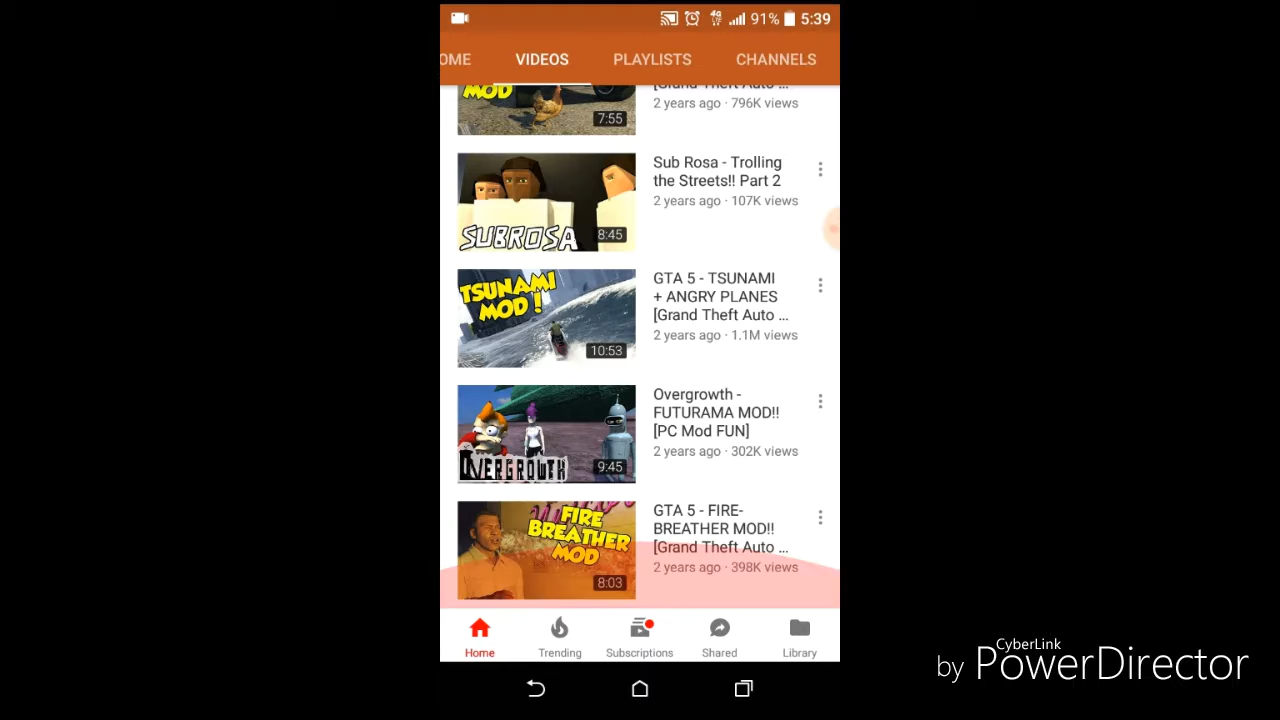 91% 5:39
OME VIDEOS PLAYLISTS CHANNELS
MOD
7:55
[Grand Theft Auto ...
2 years ago · 796K views
SUBROSA
8:45
Sub Rosa - Trolling
the Streets!! Part 2
2 years ago · 107K views
TSUNAMI
MOD!
10:53
GTA 5 - TSUNAMI
+ ANGRY PLANES
[Grand Theft Auto ...
2 years ago · 1.1M views
OVERGROWTH
9:45
Overgrowth -
FUTURAMA MOD!!
[PC Mod FUN]
2 years ago · 302K views
FIRE
BREATHER
MOD
8:03
GTA 5 - FIRE-
BREATHER MOD!!
[Grand Theft Auto ...
2 years ago · 398K views
Home Trending Subscriptions Shared Library
CyberLink
by PowerDirector